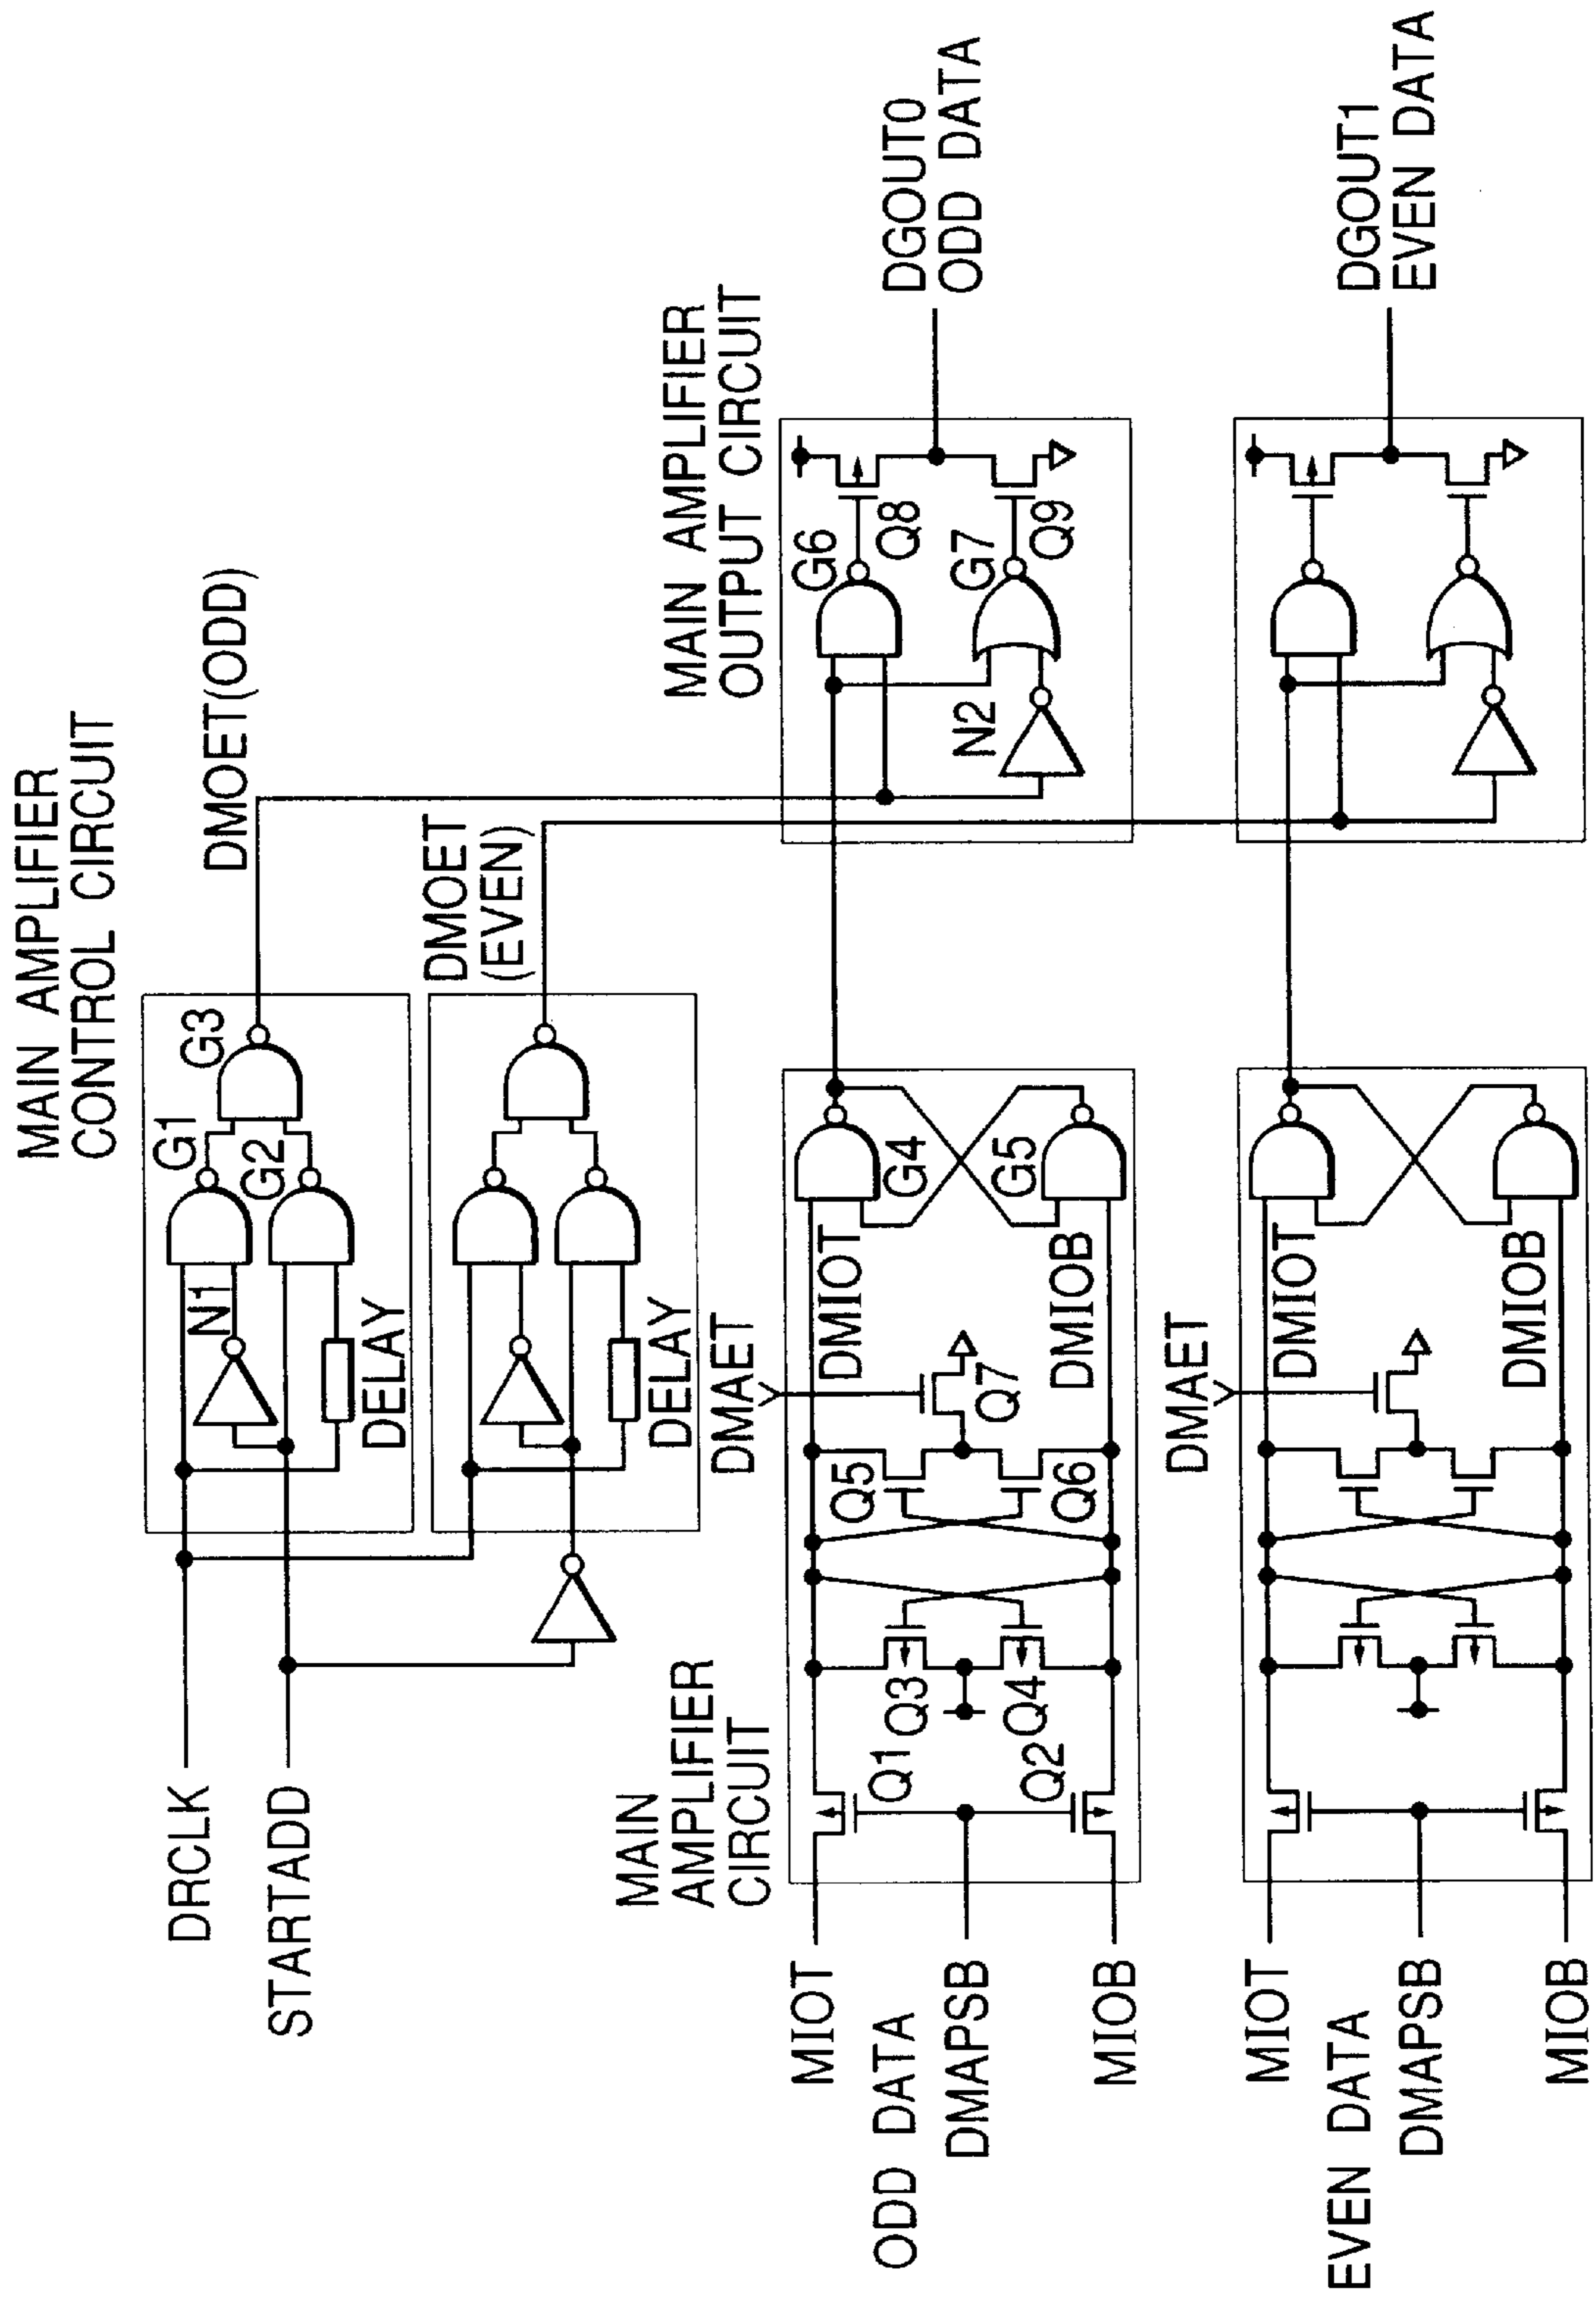 MAIN AMPLIFIER
CONTROL CIRCUIT
DRCLK
STARTADD
G1
G2
G3
N1
DELAY
DMOET(ODD)
DELAY
DMOET
(EVEN)
MAIN
AMPLIFIER
CIRCUIT
DMAET
MAIN AMPLIFIER
OUTPUT CIRCUIT
MIOT
ODD DATA
DMAPSB
MIOB
Q1
Q2
Q3
Q4
Q5
Q6
Q7
DMIOT
DMIOB
G4
G5
G6
Q8
G7
Q9
N2
DGOUT0
ODD DATA
DMAET
MIOT
EVEN DATA
DMAPSB
MIOB
DMIOT
DMIOB
DGOUT1
EVEN DATA